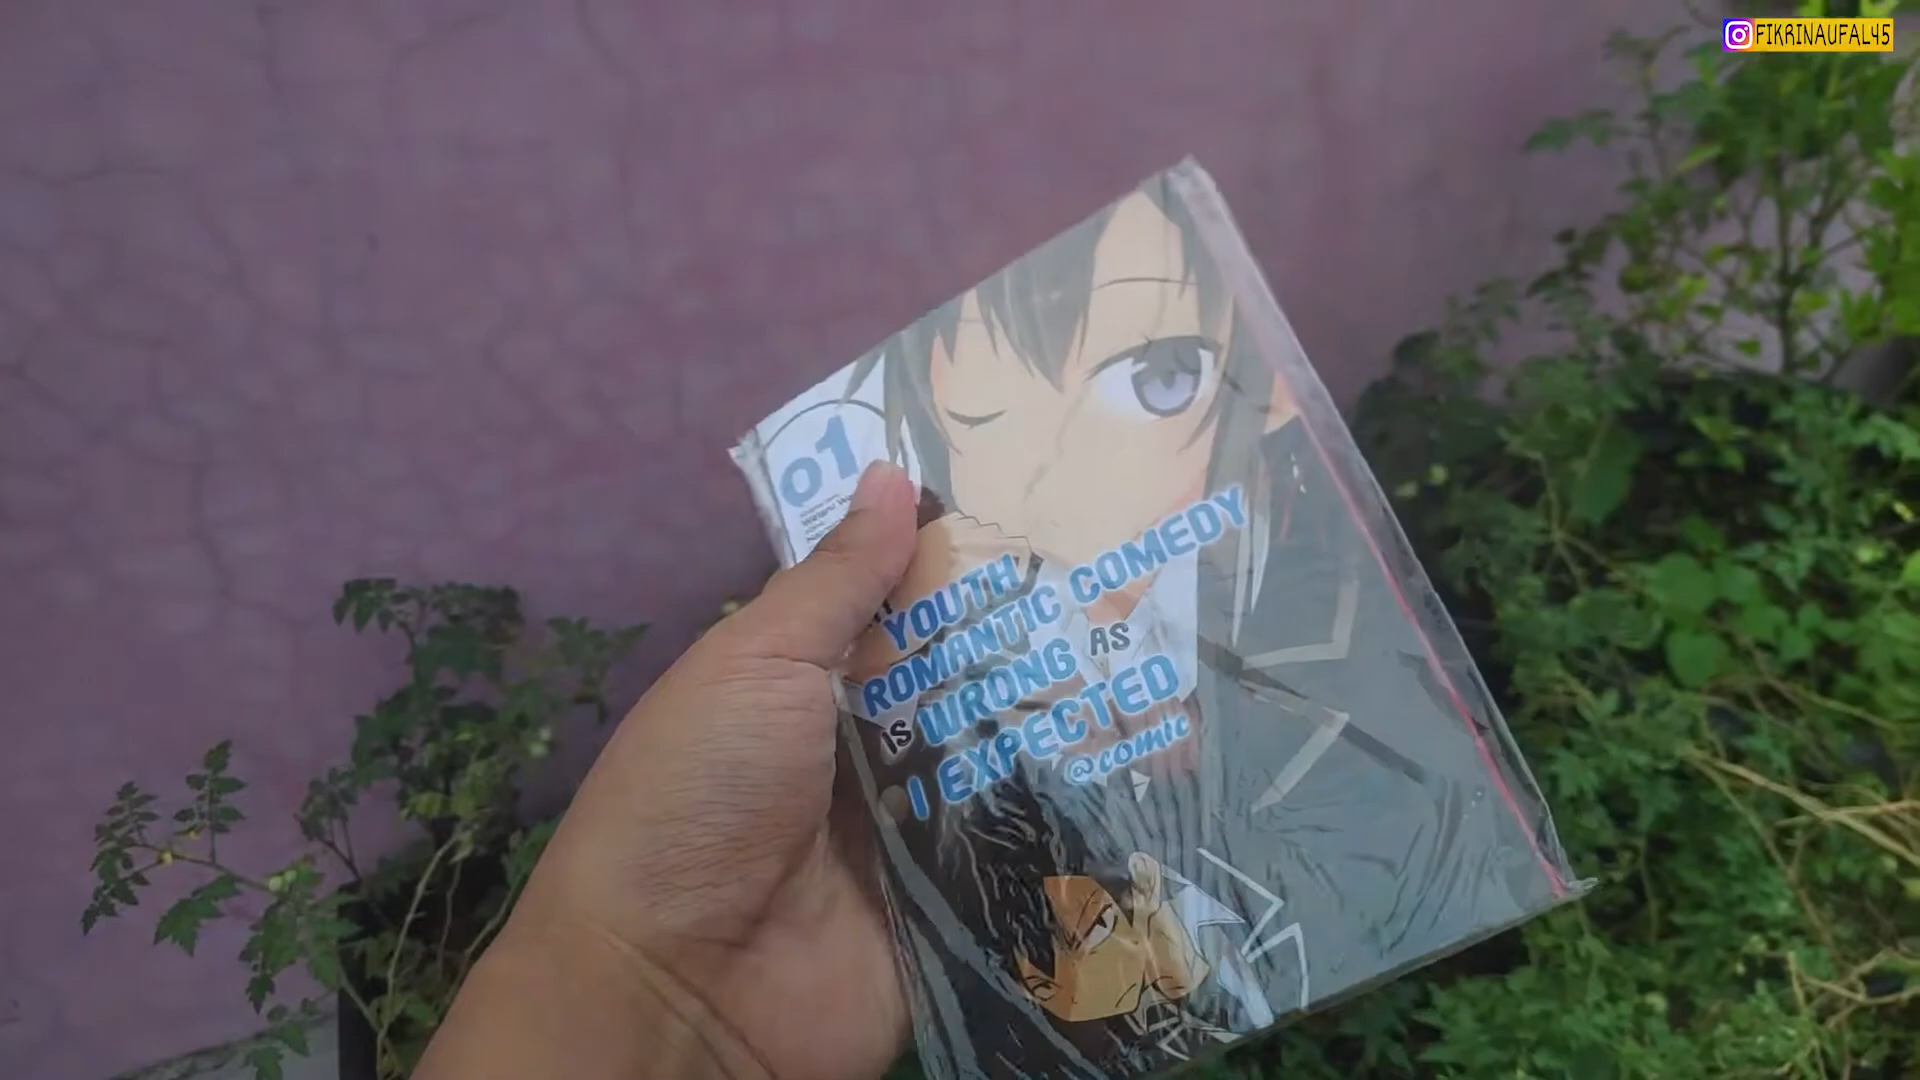 FIKRINAUFAL45
01
YOUTH
ROMANTIC COMEDY
IS WRONG AS
I EXPECTED
@comic